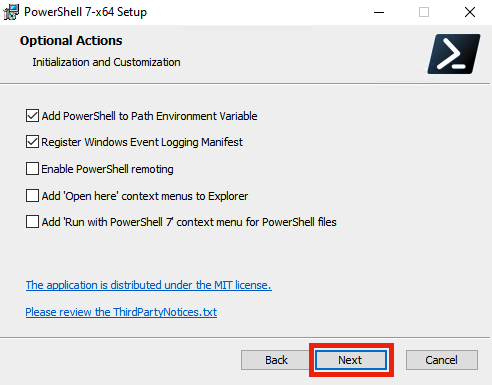 PowerShell 7-x64 Setup
Optional Actions
Initialization and Customization
Add PowerShell to Path Environment Variable
Register Windows Event Logging Manifest
Enable PowerShell remoting
Add 'Open here' context menus to Explorer
Add 'Run with PowerShell 7' context menu for PowerShell files
The application is distributed under the MIT license.
Please review the ThirdPartyNotices.txt
Back Next Cancel